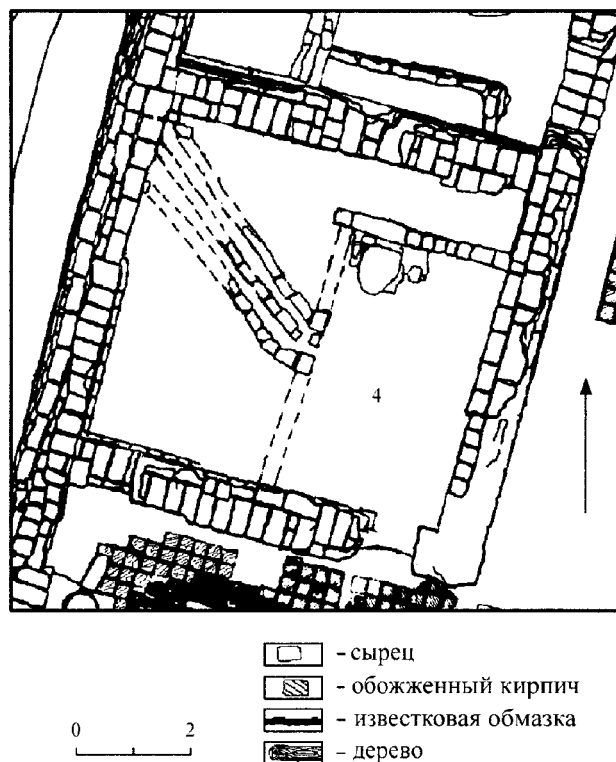 4
- сырец
- обожженный кирпич
- известковая обмазка
- дерево
0 2